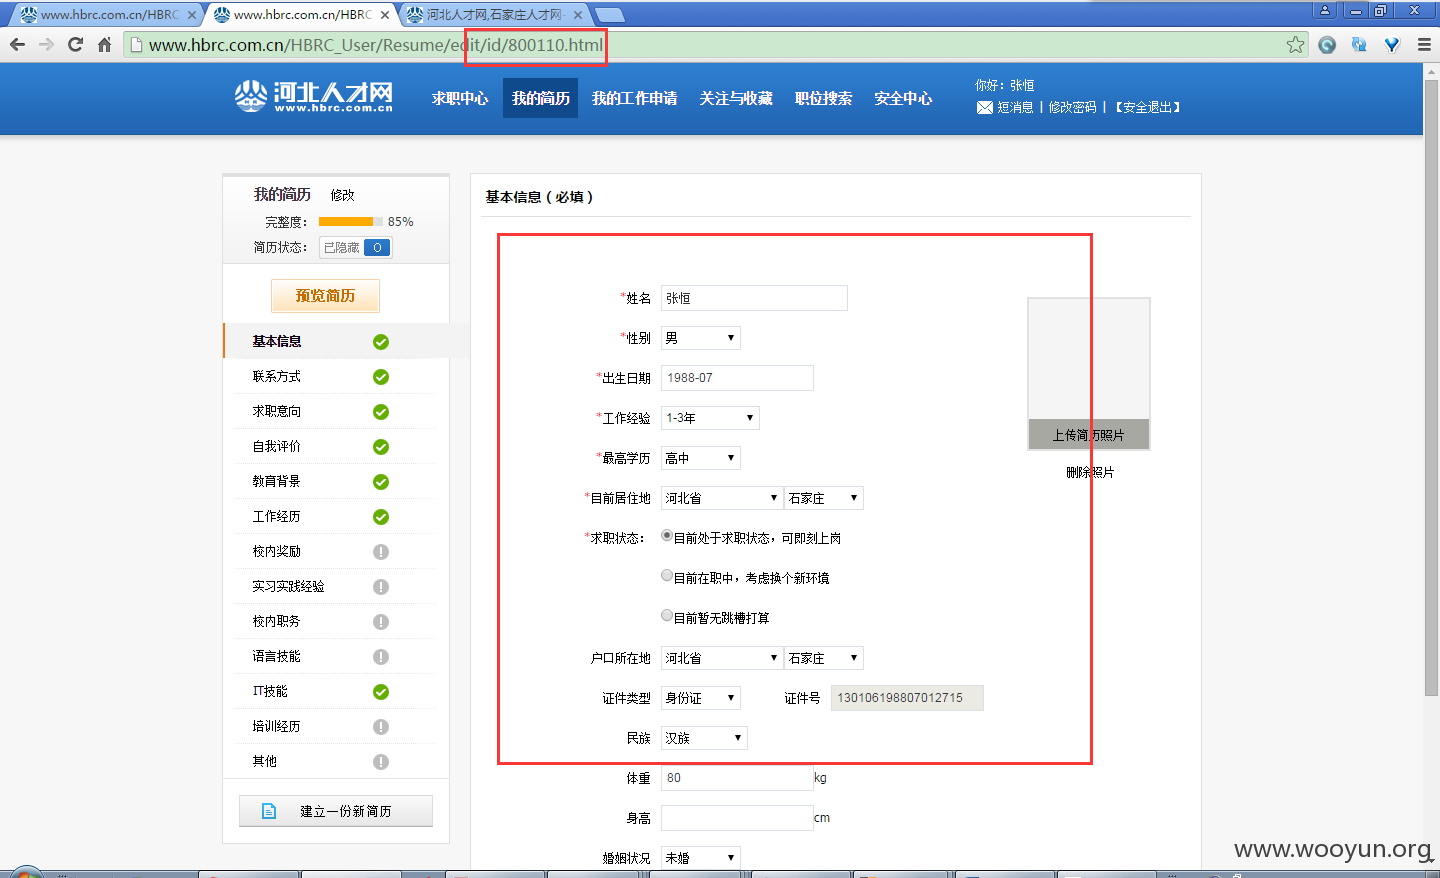 www.hbrc.com.cn/HBRC
www.hbrc.com.cn/HBRC
河北人才网,石家庄人才网-
www.hbrc.com.cn/HBRC_User/Resume/edit/id/800110.html
河北人才网
www.hbrc.com.cn
求职中心 我的简历 我的工作申请 关注与收藏 职位搜索 安全中心
你好：张恒
短消息 | 修改密码 | 【安全退出】
我的简历 修改
完整度： 85%
简历状态： 已隐藏
预览简历
基本信息
联系方式
求职意向
自我评价
教育背景
工作经历
校内奖励
实习实践经验
校内职务
语言技能
IT技能
培训经历
其他
建立一份新简历
基本信息（必填）
*姓名 张恒
*性别 男
*出生日期 1988-07
*工作经验 1-3年
*最高学历 高中
*目前居住地 河北省 石家庄
*求职状态： 目前处于求职状态，可即刻上岗
目前在职中，考虑换个新环境
目前暂无跳槽打算
户口所在地 河北省 石家庄
证件类型 身份证 证件号 130106198807012715
民族 汉族
体重 80 kg
身高 cm
婚姻状况 未婚
上传简历照片
删除照片
www.wooyun.org